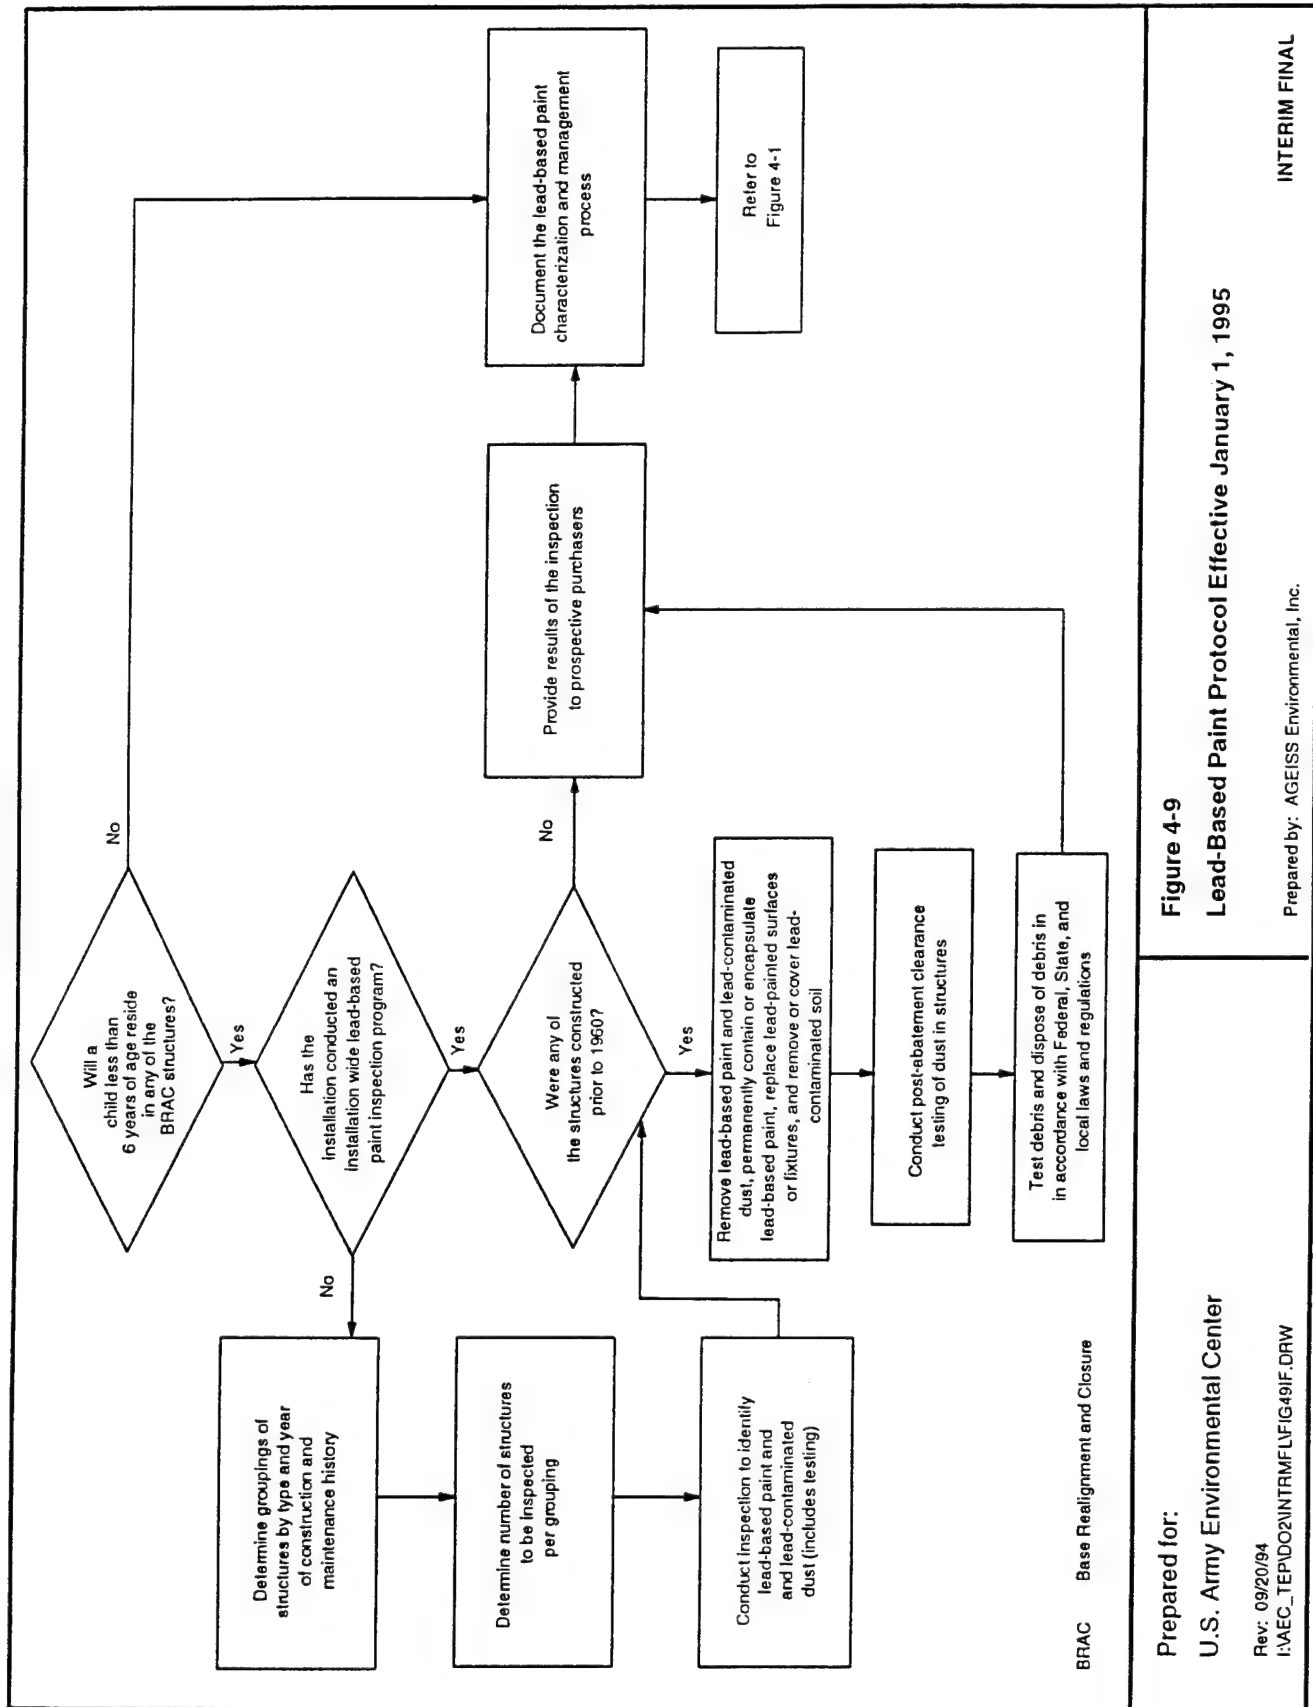 Will a
child less than
6 years of age reside
in any of the
BRAC structures?
No
Yes
Has the
installation conducted an
installation wide lead-based
paint inspection program?
No
Yes
Determine groupings of
structures by type and year
of construction and
maintenance history
Determine number of structures
to be inspected
per grouping
Conduct inspection to identify
lead-based paint and
and lead-contaminated
dust (includes testing)
Were any of
the structures constructed
prior to 1960?
No
Yes
Remove lead-based paint and lead-contaminated
dust, permanently contain or encapsulate
lead-based paint, replace lead-painted surfaces
or fixtures, and remove or cover lead-
contaminated soil
Conduct post-abatement clearance
testing of dust in structures
Test debris and dispose of debris in
in accordance with Federal, State, and
local laws and regulations
Provide results of the inspection
to prospective purchasers
Document the lead-based paint
characterization and management
process
Refer to
Figure 4-1
BRAC Base Realignment and Closure
Prepared for:
U.S. Army Environmental Center
Rev: 09/20/94
I:\AEC_TEP\DO2\INTRMFL\FIG49IF.DRW
Figure 4-9
Lead-Based Paint Protocol Effective January 1, 1995
Prepared by: AGEISS Environmental, Inc.
INTERIM FINAL